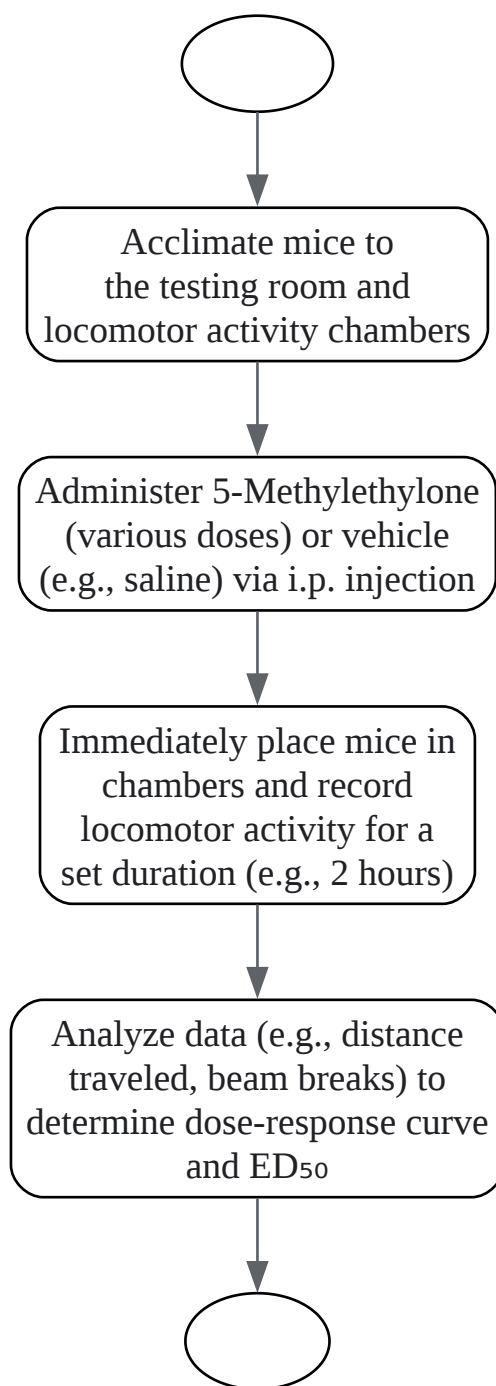 Acclimate mice to
the testing room and
locomotor activity chambers
Administer 5-Methylethylone
(various doses) or vehicle
(e.g., saline) via i.p. injection
Immediately place mice in
chambers and record
locomotor activity for a
set duration (e.g., 2 hours)
Analyze data (e.g., distance
traveled, beam breaks) to
determine dose-response curve
and ED₅₀